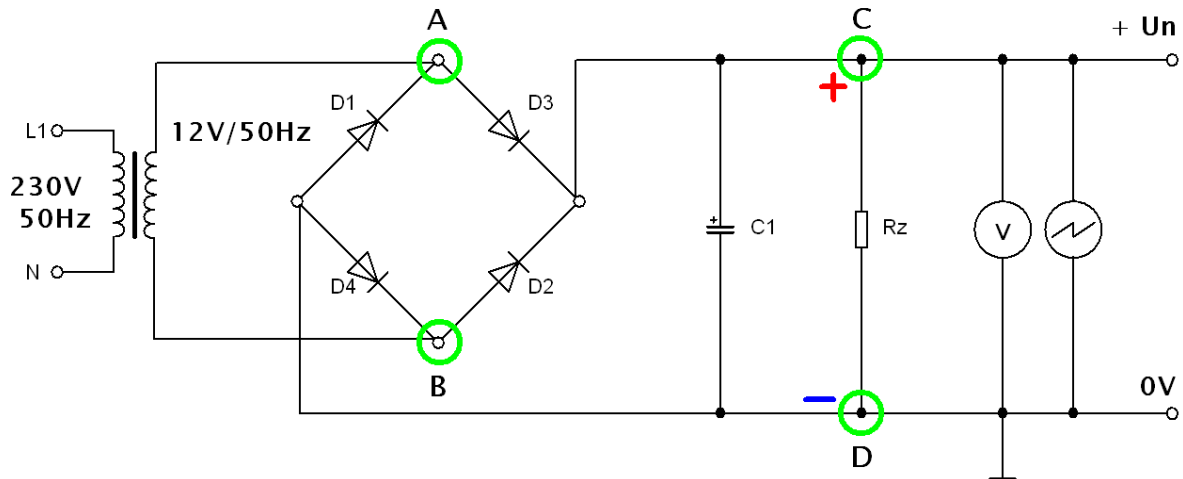 A
C
+ Un
D1
D3
L1
12V/50Hz
230V
50Hz
+
C1
Rz
V
N
D4
D2
B
0V
D